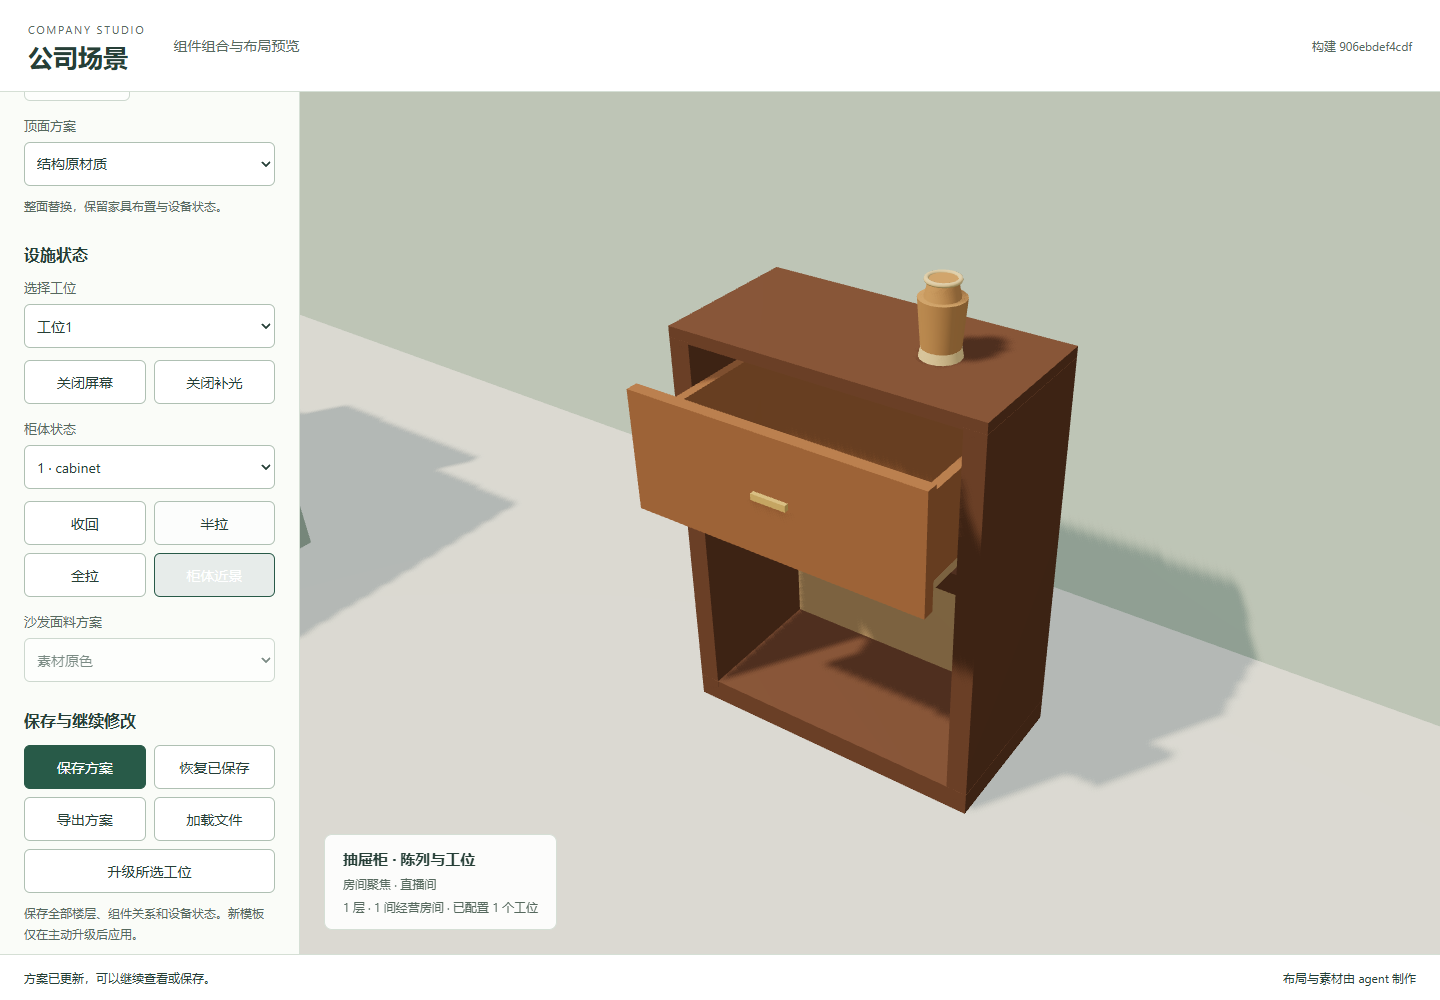 COMPANY STUDIO
公司场景
组件组合与布局预览
构建 906ebdef4cdf
顶面方案
结构原材质
整面替换，保留家具布置与设备状态。
设施状态
选择工位
工位1
关闭屏幕
关闭补光
柜体状态
1 · cabinet
收回
半拉
全拉
柜体近景
沙发面料方案
素材原色
保存与继续修改
保存方案
恢复已保存
导出方案
加载文件
升级所选工位
保存全部楼层、组件关系和设备状态。新模板
仅在主动升级后应用。
抽屉柜 · 陈列与工位
房间聚焦 · 直播间
1 层 · 1 间经营房间 · 已配置 1 个工位
方案已更新，可以继续查看或保存。
布局与素材由 agent 制作